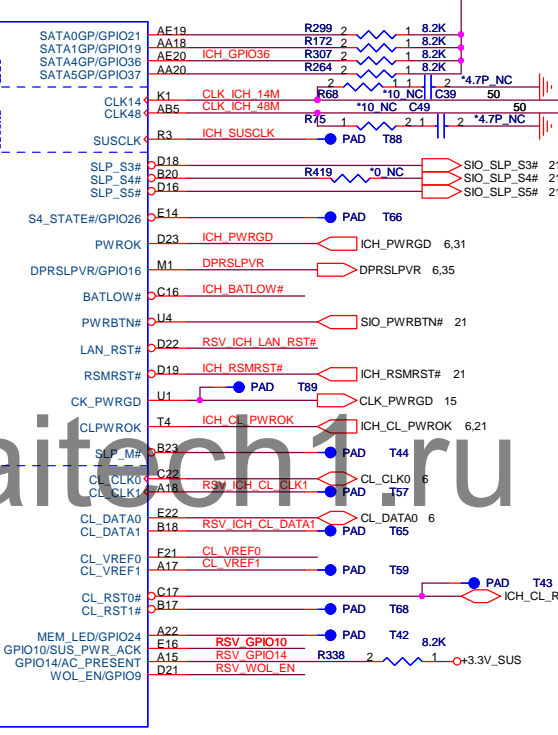 SATA0GP/GPIO21 AE19 R299 2 1 8.2K
SATA1GP/GPIO19 AA18 R172 2 1 8.2K
SATA4GP/GPIO36 AE20 ICH_GPIO36 R307 2 1 8.2K
SATA5GP/GPIO37 AA20 R264 2 1 8.2K
CLK14 K1 CLK_ICH_14M R68 2 1 *10_NC C39 1 2 *4.7P_NC 50
CLK48 AB5 CLK_ICH_48M *10_NC C49 50
R75 1 2 1 2 *4.7P_NC
SUSCLK R3 ICH_SUSCLK PAD T88
SLP_S3# D18 SIO_SLP_S3# 21
SLP_S4# B20 R419 *0_NC SIO_SLP_S4# 21
SLP_S5# D16 SIO_SLP_S5# 21
S4_STATE#/GPIO26 E14 PAD T66
PWROK D23 ICH_PWRGD ICH_PWRGD 6,31
DPRSLPVR/GPIO16 M1 DPRSLPVR DPRSLPVR 6,35
BATLOW# C16 ICH_BATLOW#
PWRBTN# U4 SIO_PWRBTN# 21
LAN_RST# D22 RSV_ICH_LAN_RST#
RSMRST# D19 ICH_RSMRST# ICH_RSMRST# 21
PAD T89
CK_PWRGD U1 CLK_PWRGD 15
CLPWROK T4 ICH_CL_PWROK ICH_CL_PWROK 6,21
SLP_M# B23 PAD T44
aitech1.ru
CL_CLK0 C22 CL_CLK0 6
CL_CLK1 A18 RSV_ICH_CL_CLK1 PAD T57
CL_DATA0 E22 CL_DATA0 6
CL_DATA1 B18 RSV_ICH_CL_DATA1 PAD T65
CL_VREF0 F21 CL_VREF0
CL_VREF1 A17 CL_VREF1 PAD T59
PAD T43
CL_RST0# C17 ICH_CL_R
CL_RST1# B17 PAD T68
MEM_LED/GPIO24 A22 PAD T42
GPIO10/SUS_PWR_ACK E16 RSV_GPIO10
GPIO14/AC_PRESENT A15 RSV_GPIO14 R338 2 1 8.2K +3.3V_SUS
WOL_EN/GPIO9 D21 RSV_WOL_EN